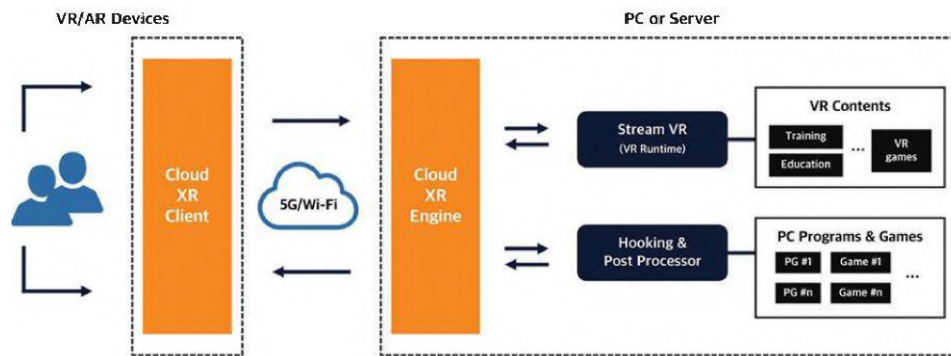 VR/AR Devices
PC or Server
Cloud
XR
Client
5G/Wi-Fi
Cloud
XR
Engine
Stream VR
(VR Runtime)
VR Contents
Training
Education
...
VR
games
Hooking &
Post Processor
PC Programs & Games
PG #1
Game #1
PG #n
Game #n
...